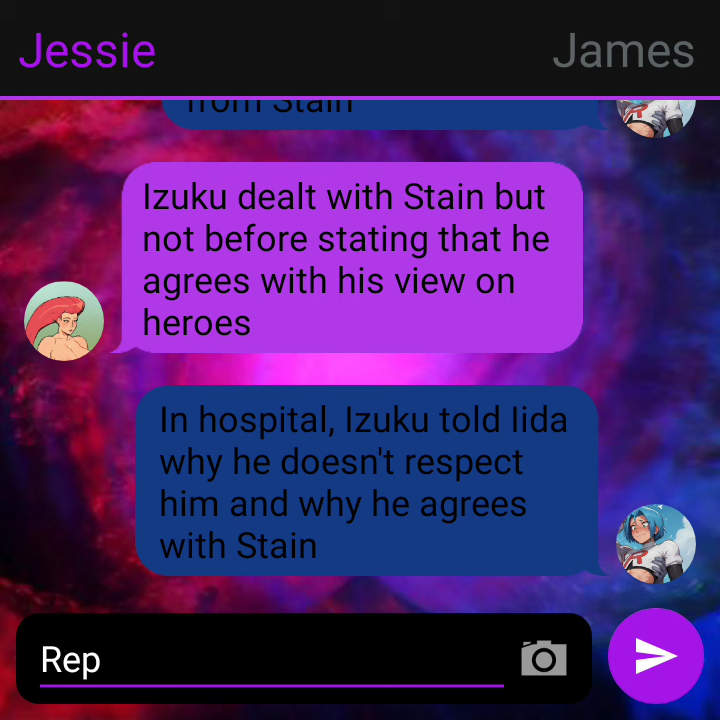 Jessie
James
from Stain
Izuku dealt with Stain but
not before stating that he
agrees with his view on
heroes
In hospital, Izuku told Iida
why he doesn't respect
him and why he agrees
with Stain
Rep